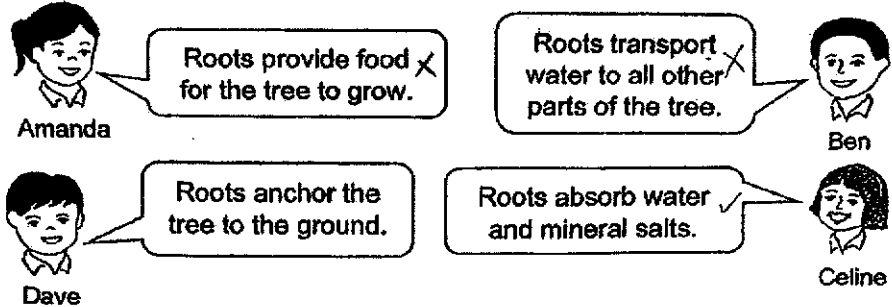 Roots provide food
for the tree to grow.
Amanda
Roots transport
water to all other
parts of the tree.
Ben
Roots anchor the
tree to the ground.
Dave
Roots absorb water
and mineral salts.
Celine